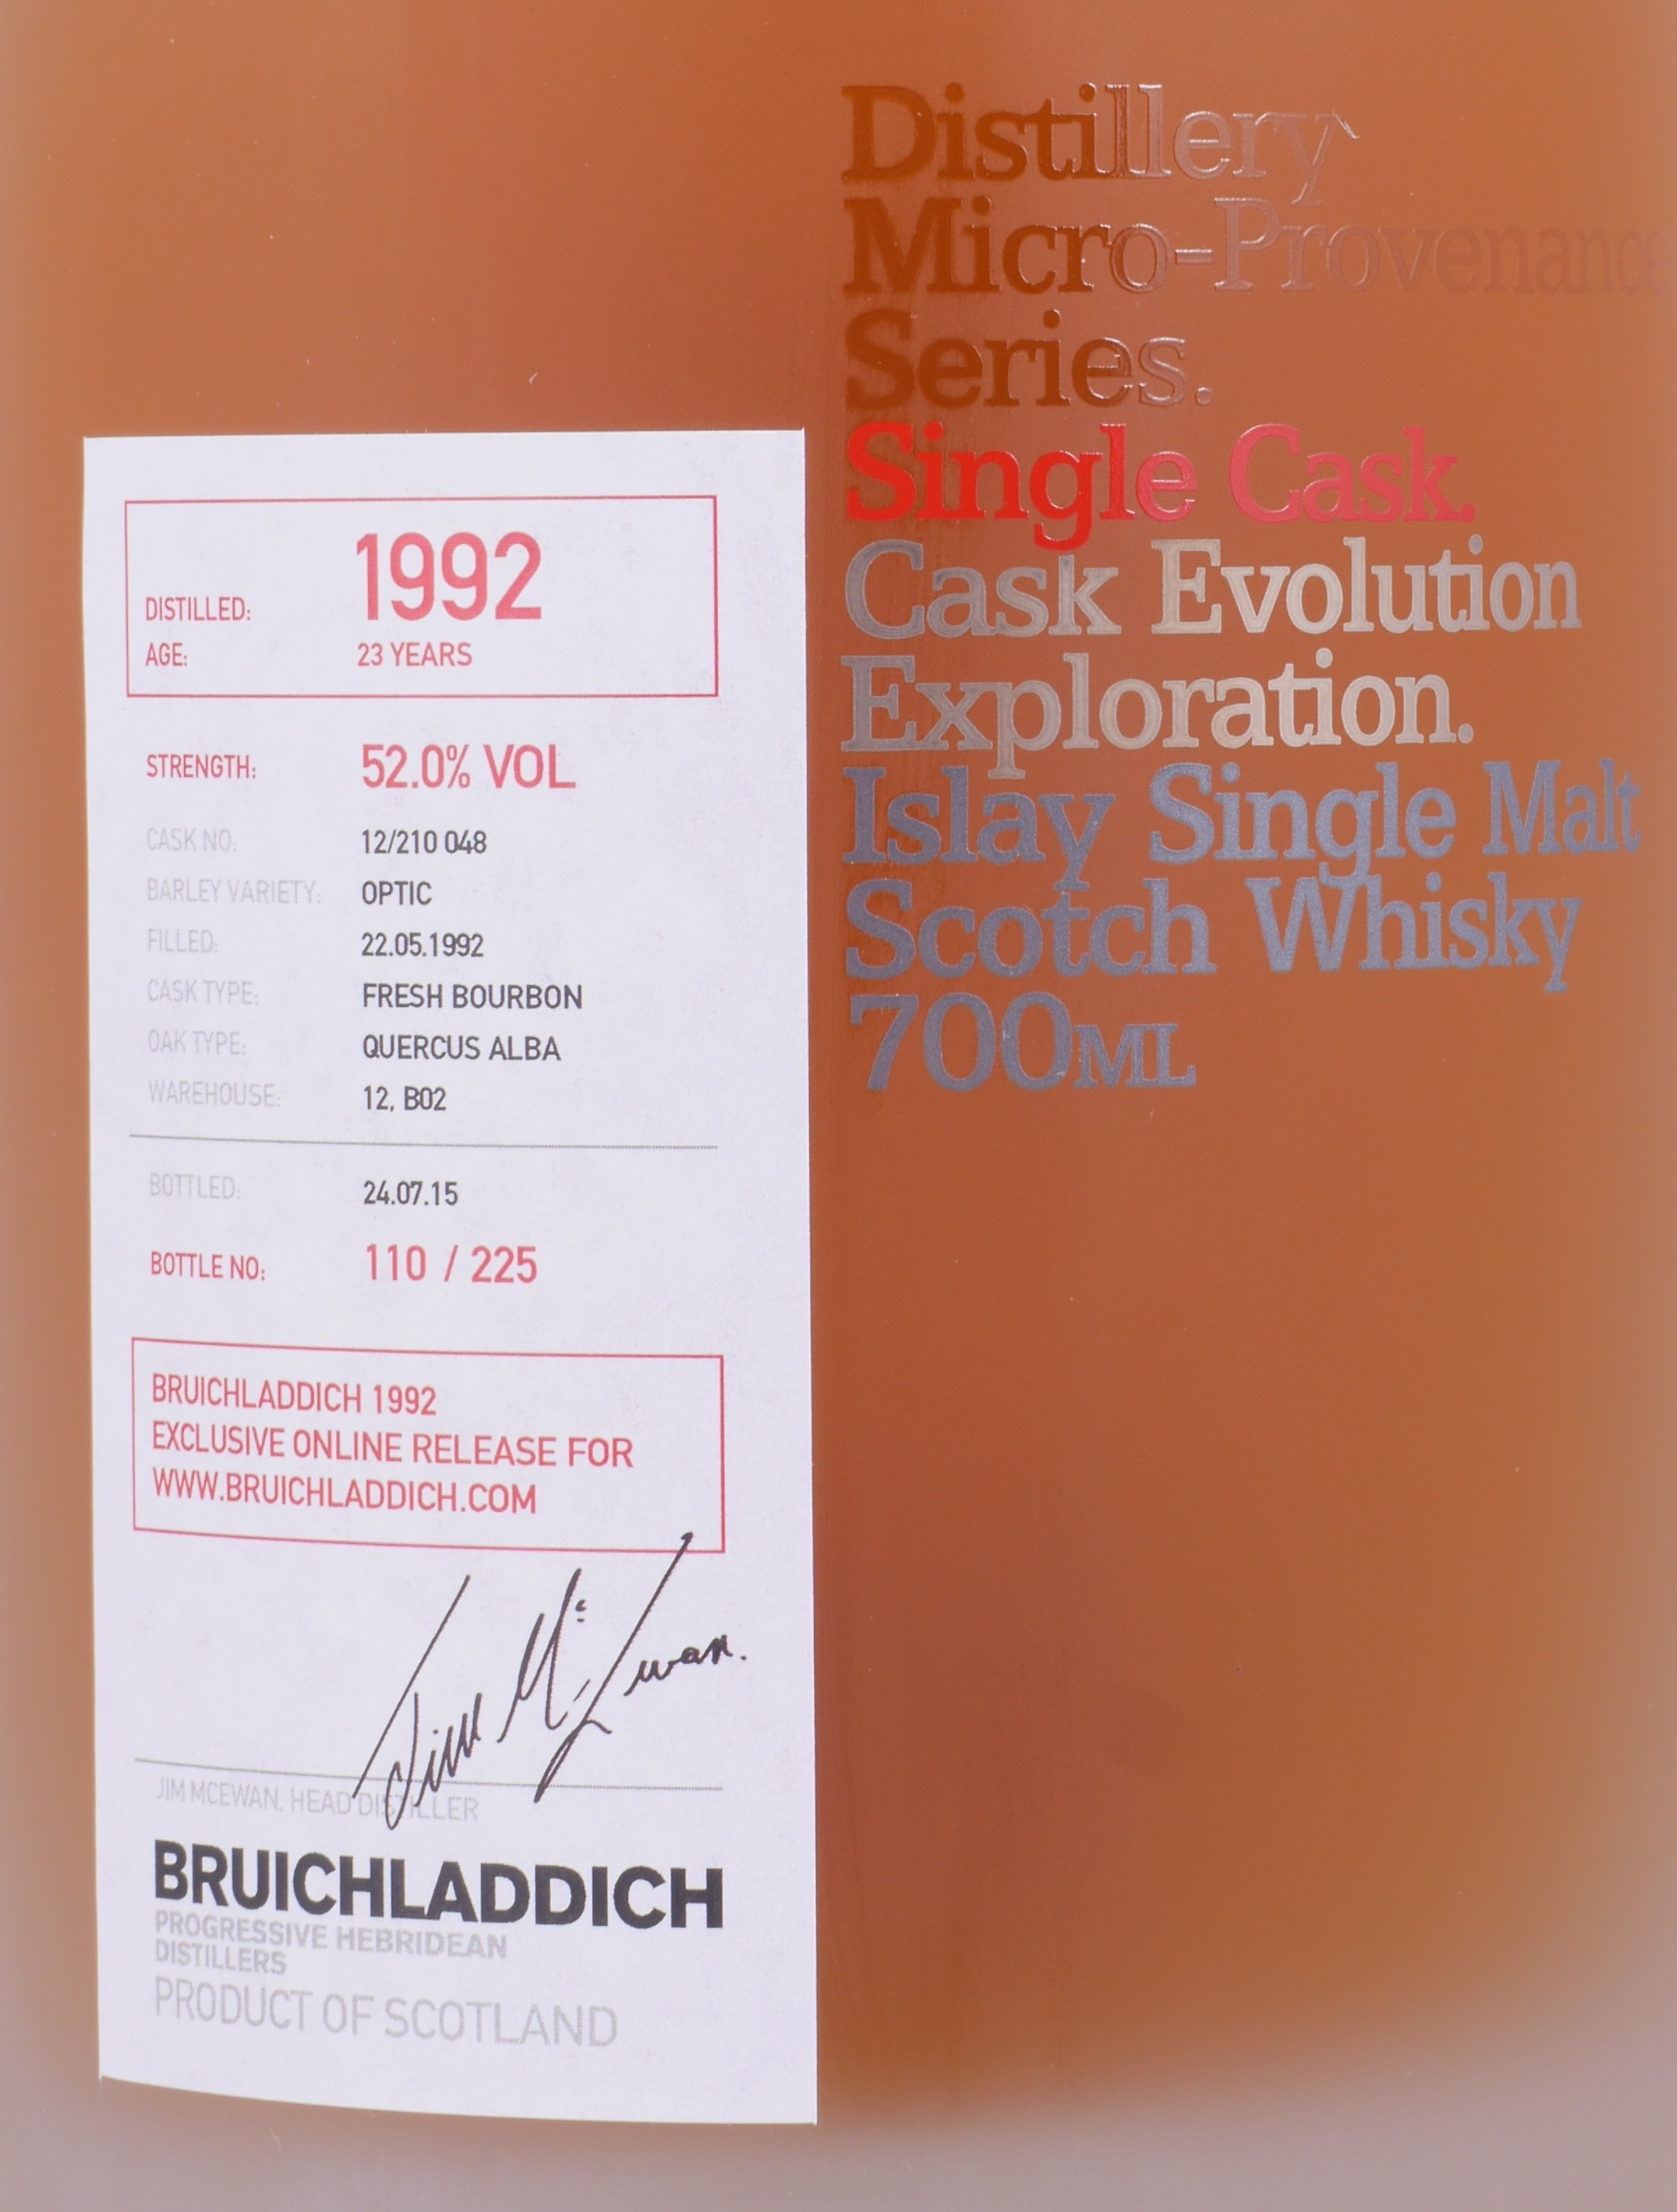 Distillery
Micro-Provenance
Series.
Single Cask.
Cask Evolution
Exploration.
Islay Single Malt
Scotch Whisky
700ML
DISTILLED: 1992
AGE: 23 YEARS
STRENGTH: 52.0% VOL
CASK NO: 12/210 048
BARLEY VARIETY: OPTIC
FILLED: 22.05.1992
CASK TYPE: FRESH BOURBON
OAK TYPE: QUERCUS ALBA
WAREHOUSE: 12, B02
BOTTLED: 24.07.15
BOTTLE NO: 110 / 225
BRUICHLADDICH 1992
EXCLUSIVE ONLINE RELEASE FOR
WWW.BRUICHLADDICH.COM
Jim McEwan.
JIM MCEWAN, HEAD DISTILLER
BRUICHLADDICH
PROGRESSIVE HEBRIDEAN
DISTILLERS
PRODUCT OF SCOTLAND